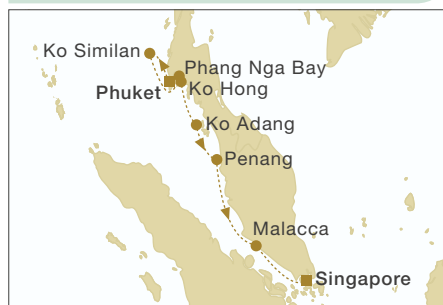 Ko Similan
Phang Nga Bay
Phuket
Ko Hong
Ko Adang
Penang
Malacca
Singapore